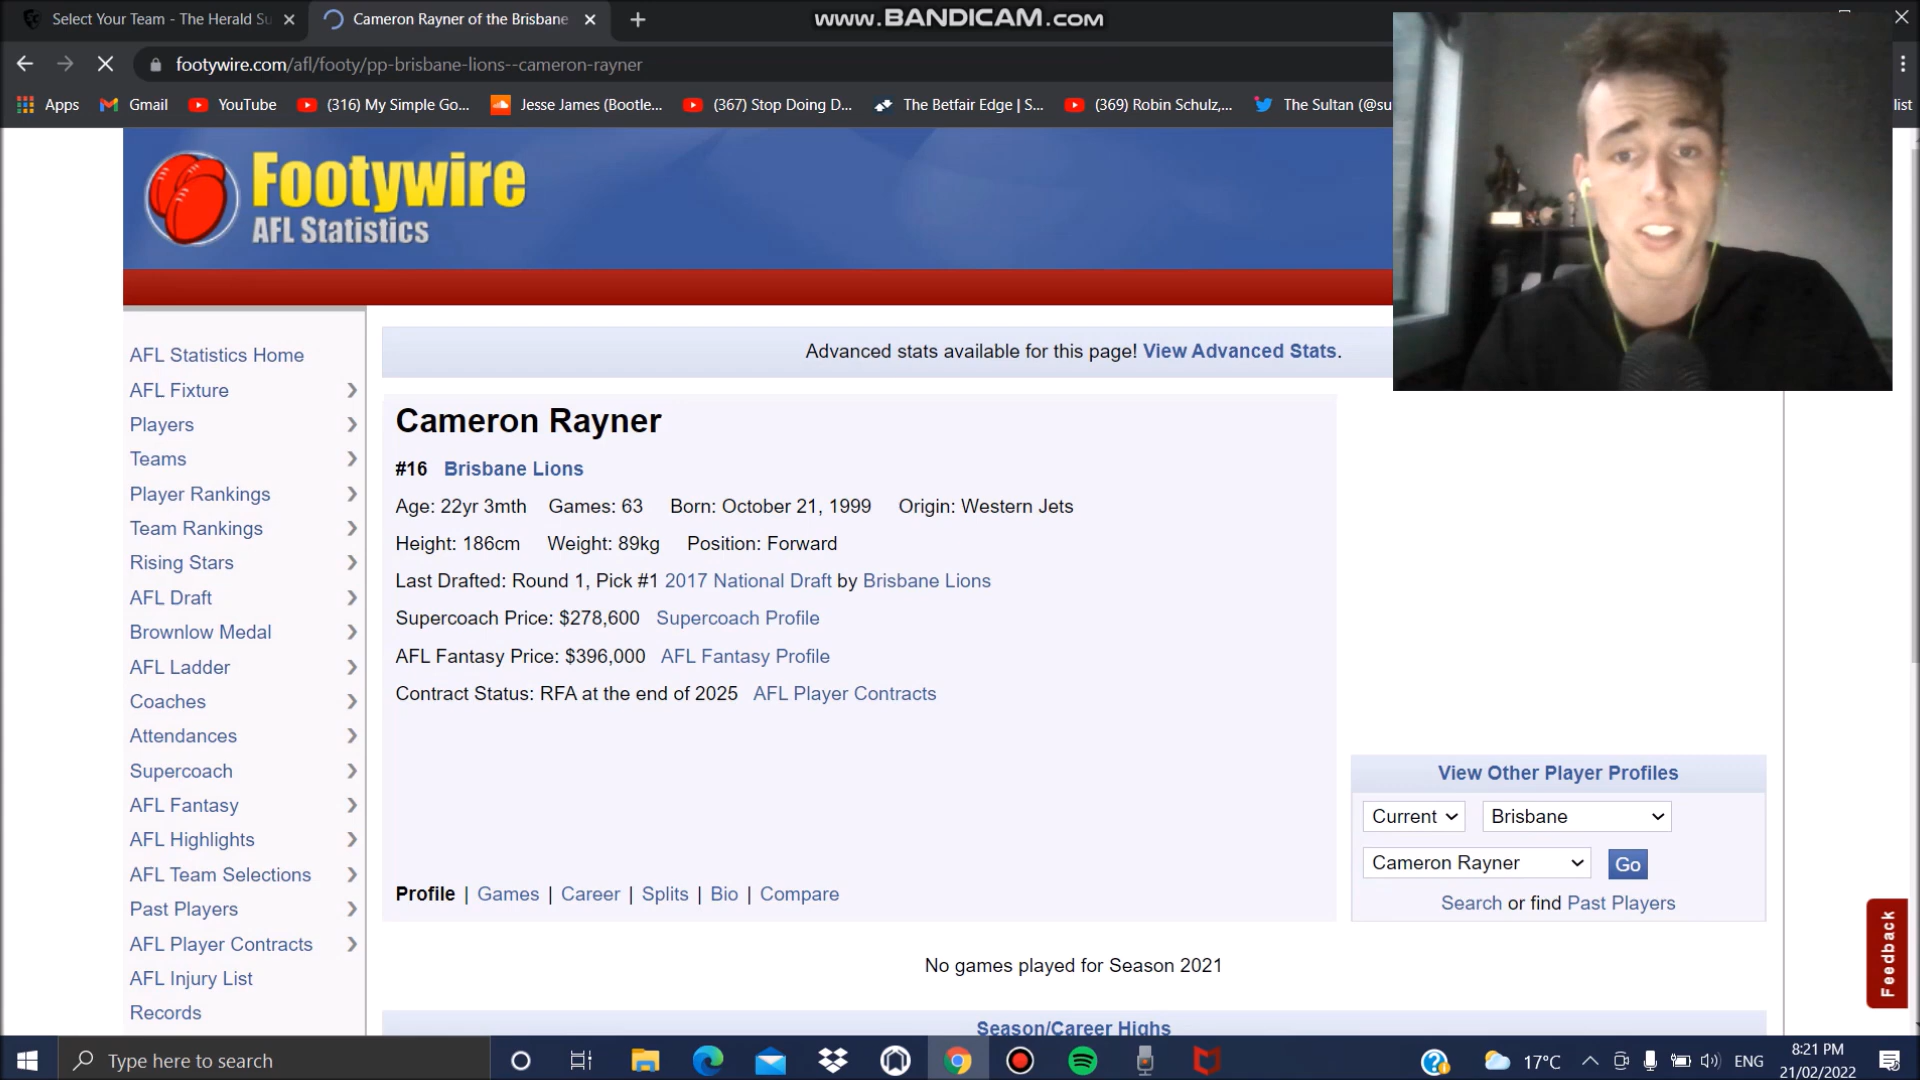 Select Your Team - The Herald Su
Cameron Rayner of the Brisbane
www.BANDICAM.com
footywire.com/afl/footy/pp-brisbane-lions--cameron-rayner
Apps
Gmail
YouTube
(316) My Simple Go...
Jesse James (Bootle...
(367) Stop Doing D...
The Betfair Edge | S...
(369) Robin Schulz,...
The Sultan (@su
list
Footywire
AFL Statistics
Advanced stats available for this page! View Advanced Stats.
AFL Statistics Home
AFL Fixture
Players
Teams
Player Rankings
Team Rankings
Rising Stars
AFL Draft
Brownlow Medal
AFL Ladder
Coaches
Attendances
Supercoach
AFL Fantasy
AFL Highlights
AFL Team Selections
Past Players
AFL Player Contracts
AFL Injury List
Records
Cameron Rayner
#16 Brisbane Lions
Age: 22yr 3mth Games: 63 Born: October 21, 1999 Origin: Western Jets
Height: 186cm Weight: 89kg Position: Forward
Last Drafted: Round 1, Pick #1 2017 National Draft by Brisbane Lions
Supercoach Price: $278,600 Supercoach Profile
AFL Fantasy Price: $396,000 AFL Fantasy Profile
Contract Status: RFA at the end of 2025 AFL Player Contracts
Profile | Games | Career | Splits | Bio | Compare
View Other Player Profiles
Current Brisbane
Cameron Rayner Go
Search or find Past Players
Feedback
No games played for Season 2021
Season/Career Highs
Type here to search
17°C
ENG
8:21 PM
21/02/2022